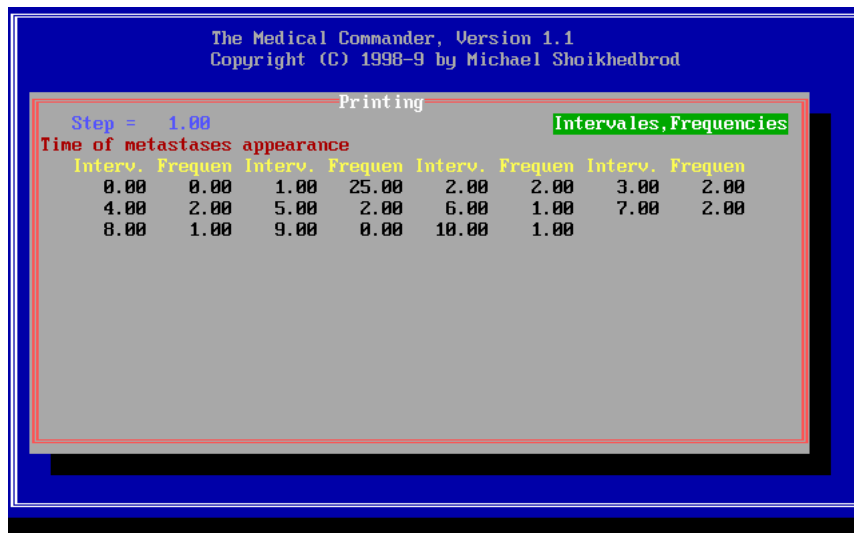 The Medical Commander, Version 1.1
Copyright (C) 1998-9 by Michael Shoikhedbrod
Printing
Step = 1.00 Intervales,Frequencies
Time of metastases appearance
Interv. Frequen Interv. Frequen Interv. Frequen Interv. Frequen
0.00 0.00 1.00 25.00 2.00 2.00 3.00 2.00
4.00 2.00 5.00 2.00 6.00 1.00 7.00 2.00
8.00 1.00 9.00 0.00 10.00 1.00